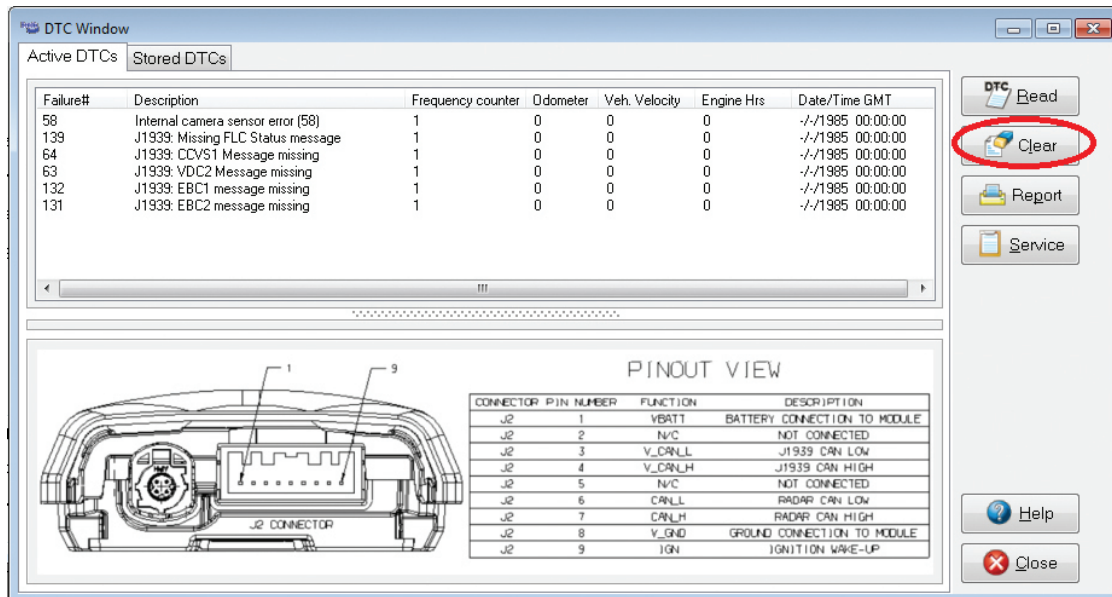 DTC Window
Active DTCs Stored DTCs
Failure# Description Frequency counter Odometer Veh. Velocity Engine Hrs Date/Time GMT
58 Internal camera sensor error (58) 1 0 0 0 -/-/1985 00:00:00
139 J1939: Missing FLC Status message 1 0 0 0 -/-/1985 00:00:00
64 J1939: CCVS1 Message missing 1 0 0 0 -/-/1985 00:00:00
63 J1939: VDC2 Message missing 1 0 0 0 -/-/1985 00:00:00
132 J1939: EBC1 message missing 1 0 0 0 -/-/1985 00:00:00
131 J1939: EBC2 message missing 1 0 0 0 -/-/1985 00:00:00
DTC Read
Clear
Report
Service
1 9
J2 CONNECTOR
PINOUT VIEW
CONNECTOR PIN NUMBER FUNCTION DESCRIPTION
J2 1 VBATT BATTERY CONNECTION TO MODULE
J2 2 N/C NOT CONNECTED
J2 3 V_CAN_L J1939 CAN LOW
J2 4 V_CAN_H J1939 CAN HIGH
J2 5 N/C NOT CONNECTED
J2 6 CAN_L RADAR CAN LOW
J2 7 CAN_H RADAR CAN HIGH
J2 8 V_GND GROUND CONNECTION TO MODULE
J2 9 IGN IGNITION WAKE-UP
Help
Close